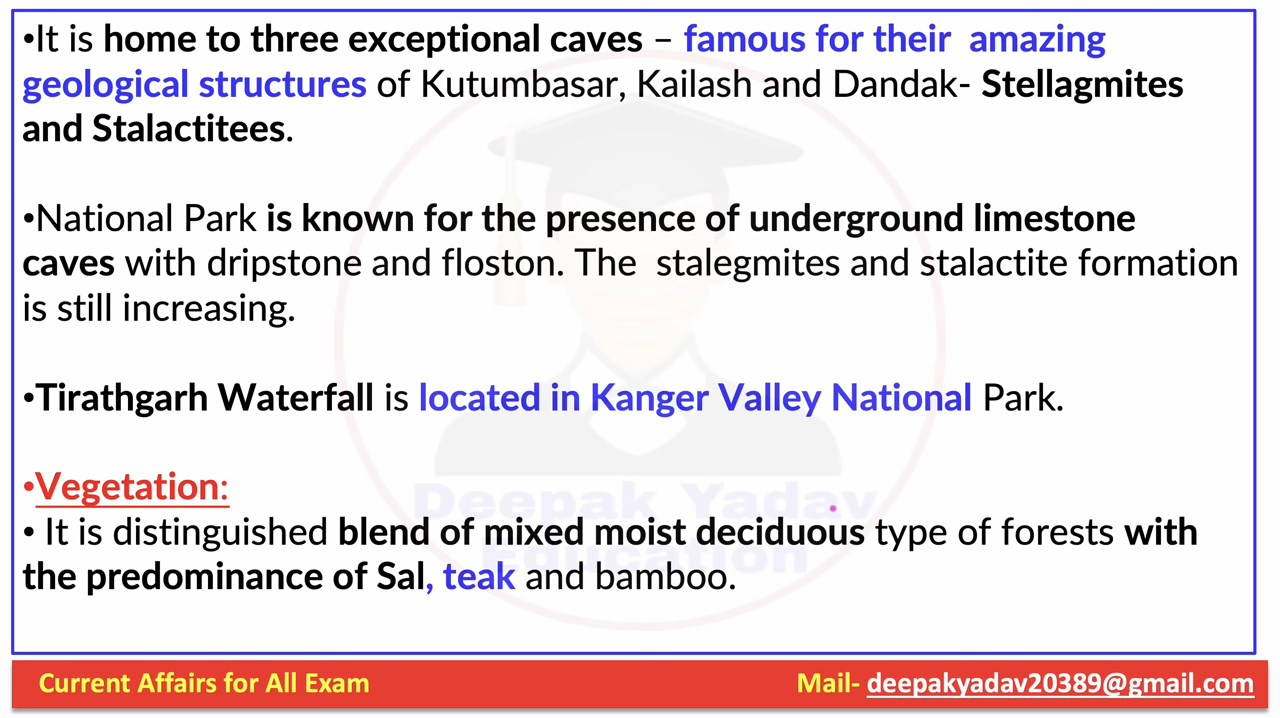 •It is home to three exceptional caves – famous for their amazing
geological structures of Kutumbasar, Kailash and Dandak- Stellagmites
and Stalactitees.
•National Park is known for the presence of underground limestone
caves with dripstone and floston. The stalegmites and stalactite formation
is still increasing.
•Tirathgarh Waterfall is located in Kanger Valley National Park.
•Vegetation:
• It is distinguished blend of mixed moist deciduous type of forests with
the predominance of Sal, teak and bamboo.
Deepak Yadav
Education
Current Affairs for All Exam
Mail- deepakyadav20389@gmail.com